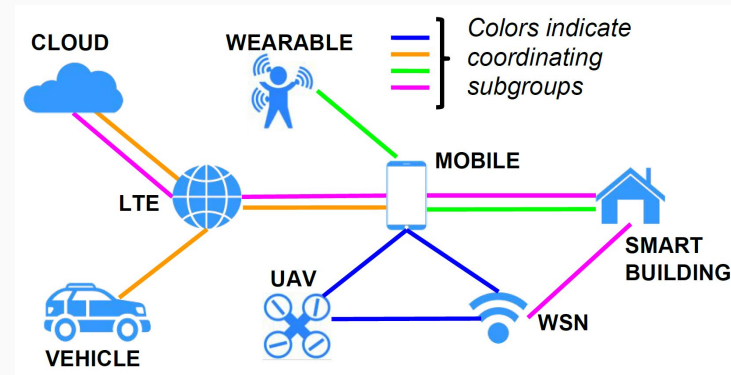 CLOUD
WEARABLE
Colors indicate
coordinating
subgroups
MOBILE
LTE
SMART
BUILDING
UAV
WSN
VEHICLE